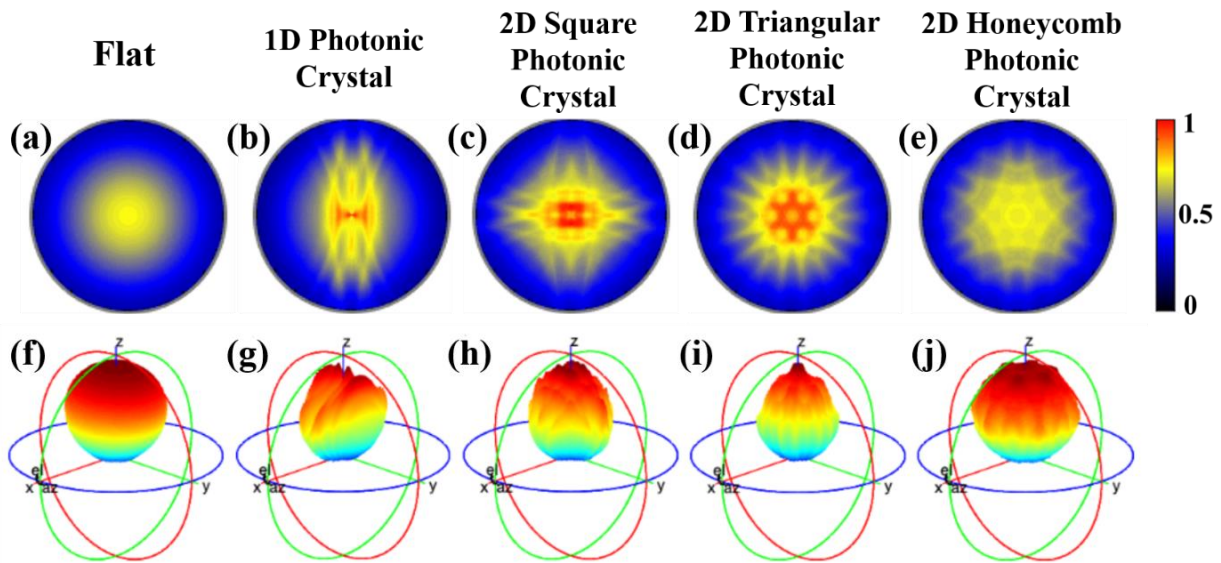 Flat
1D Photonic
Crystal
2D Square
Photonic
Crystal
2D Triangular
Photonic
Crystal
2D Honeycomb
Photonic
Crystal
(a)
(b)
(c)
(d)
(e)
1
0.5
0
(f)
z
el
x
az
y
(g)
z
el
x
az
y
(h)
z
el
x
az
y
(i)
z
el
x
az
y
(j)
z
el
x
az
y